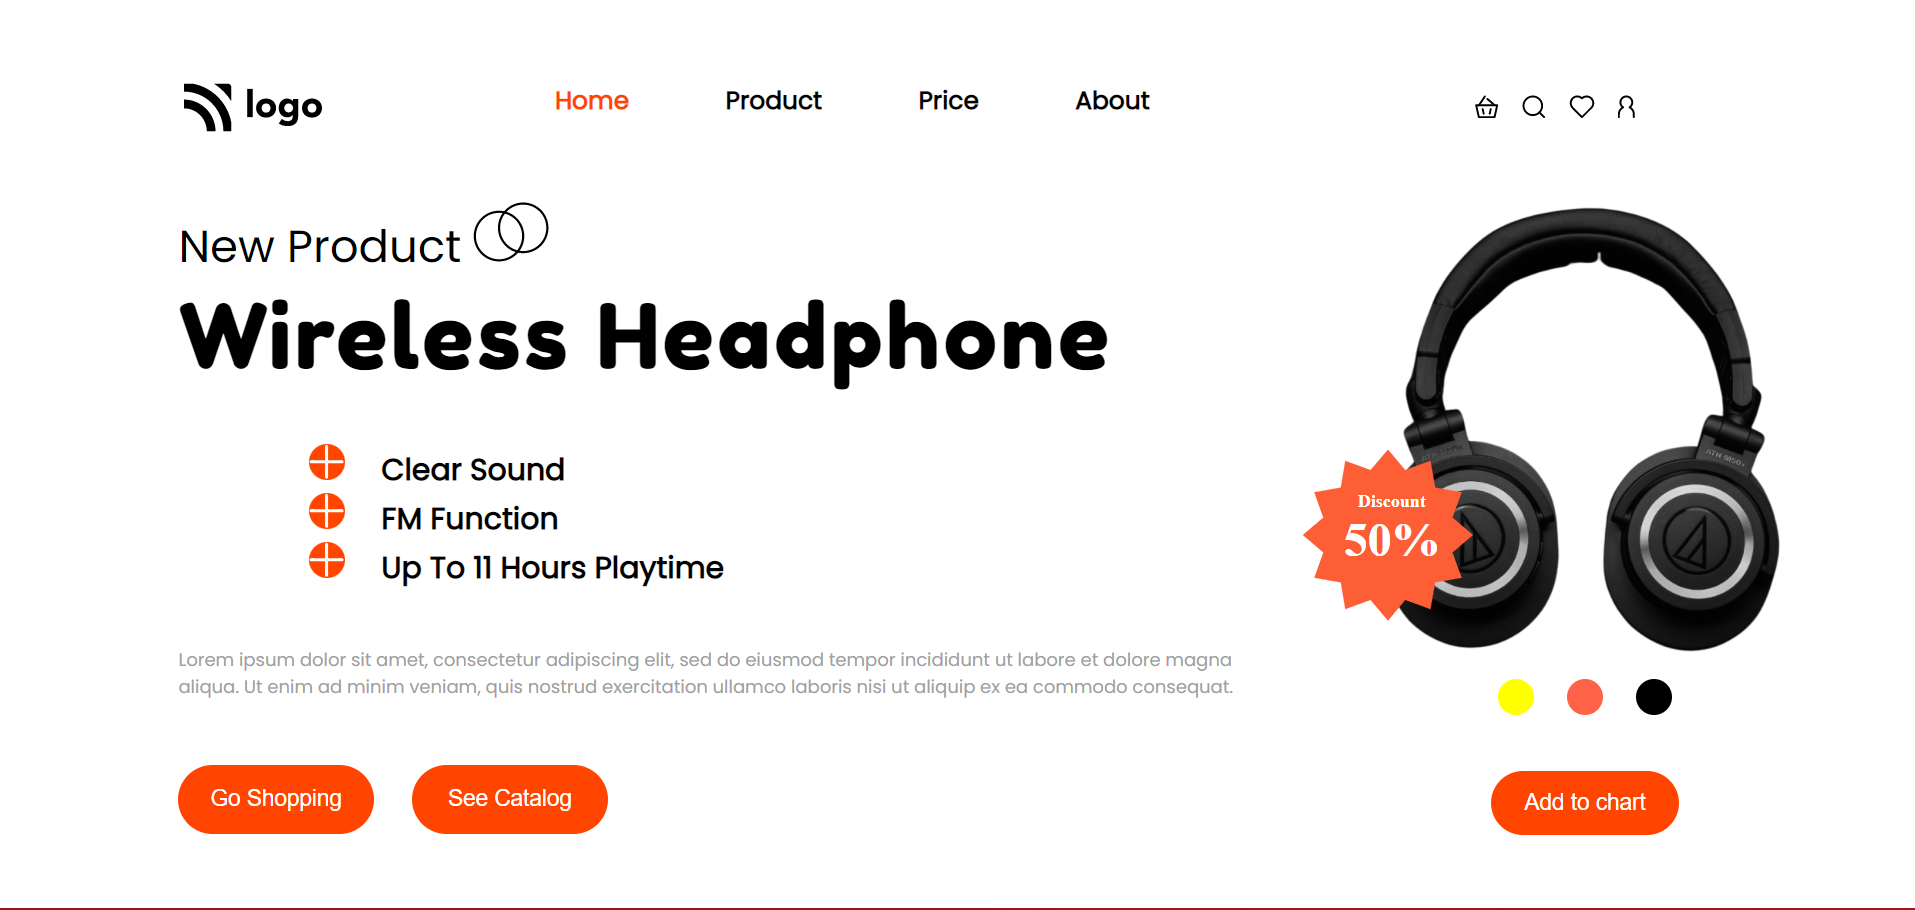 logo
Home Product Price About
New Product
Wireless Headphone
Clear Sound
FM Function
Up To 11 Hours Playtime
Lorem ipsum dolor sit amet, consectetur adipiscing elit, sed do eiusmod tempor incididunt ut labore et dolore magna
aliqua. Ut enim ad minim veniam, quis nostrud exercitation ullamco laboris nisi ut aliquip ex ea commodo consequat.
Go Shopping
See Catalog
ATH-M50x
Discount
50%
Add to chart